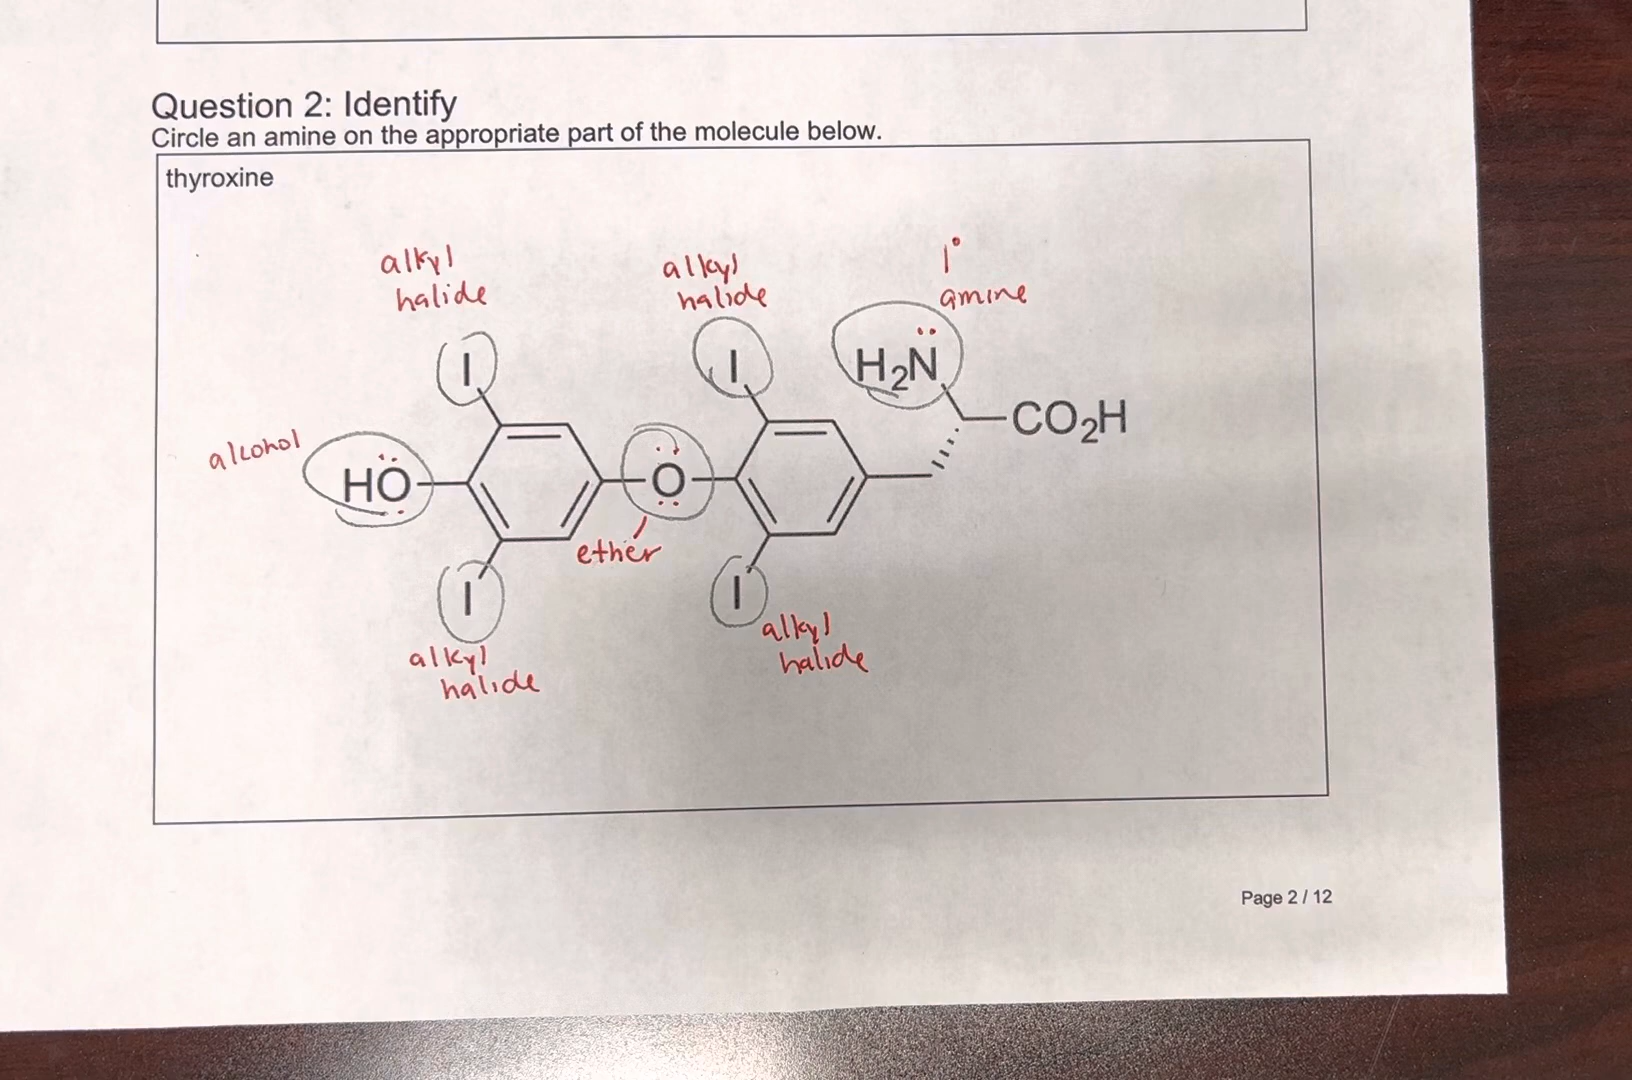 Question 2: Identify
Circle an amine on the appropriate part of the molecule below.
thyroxine
alkyl
halide
alkyl
halide
1°
amine
I
I
H₂N
CO₂H
alcohol
HO
O
ether
I
I
alkyl
halide
alkyl
halide
Page 2 / 12